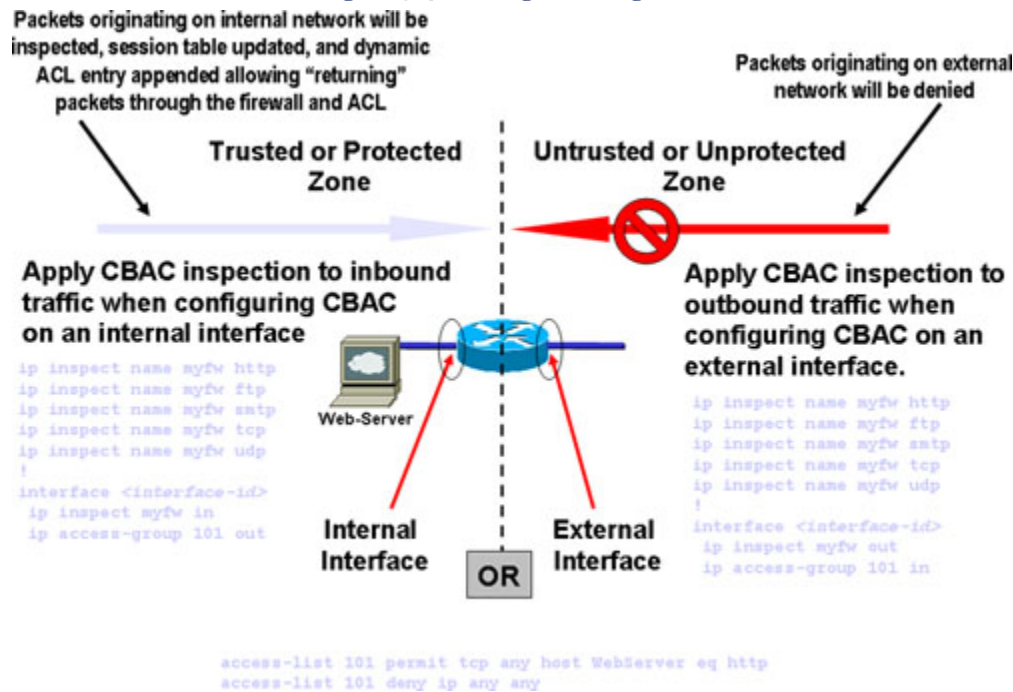 Packets originating on internal network will be
inspected, session table updated, and dynamic
ACL entry appended allowing “returning”
packets through the firewall and ACL
Packets originating on external
network will be denied
Trusted or Protected
Zone
Untrusted or Unprotected
Zone
Apply CBAC inspection to inbound
traffic when configuring CBAC
on an internal interface
ip inspect name myfw http
ip inspect name myfw ftp
ip inspect name myfw smtp
ip inspect name myfw tcp
ip inspect name myfw udp
!
interface <interface-id>
ip inspect myfw in
ip access-group 101 out
Web-Server
Apply CBAC inspection to
outbound traffic when
configuring CBAC on an
external interface.
ip inspect name myfw http
ip inspect name myfw ftp
ip inspect name myfw smtp
ip inspect name myfw tcp
ip inspect name myfw udp
!
interface <interface-id>
ip inspect myfw out
ip access-group 101 in
Internal
Interface
External
Interface
OR
access-list 101 permit tcp any host WebServer eq http
access-list 101 deny ip any any